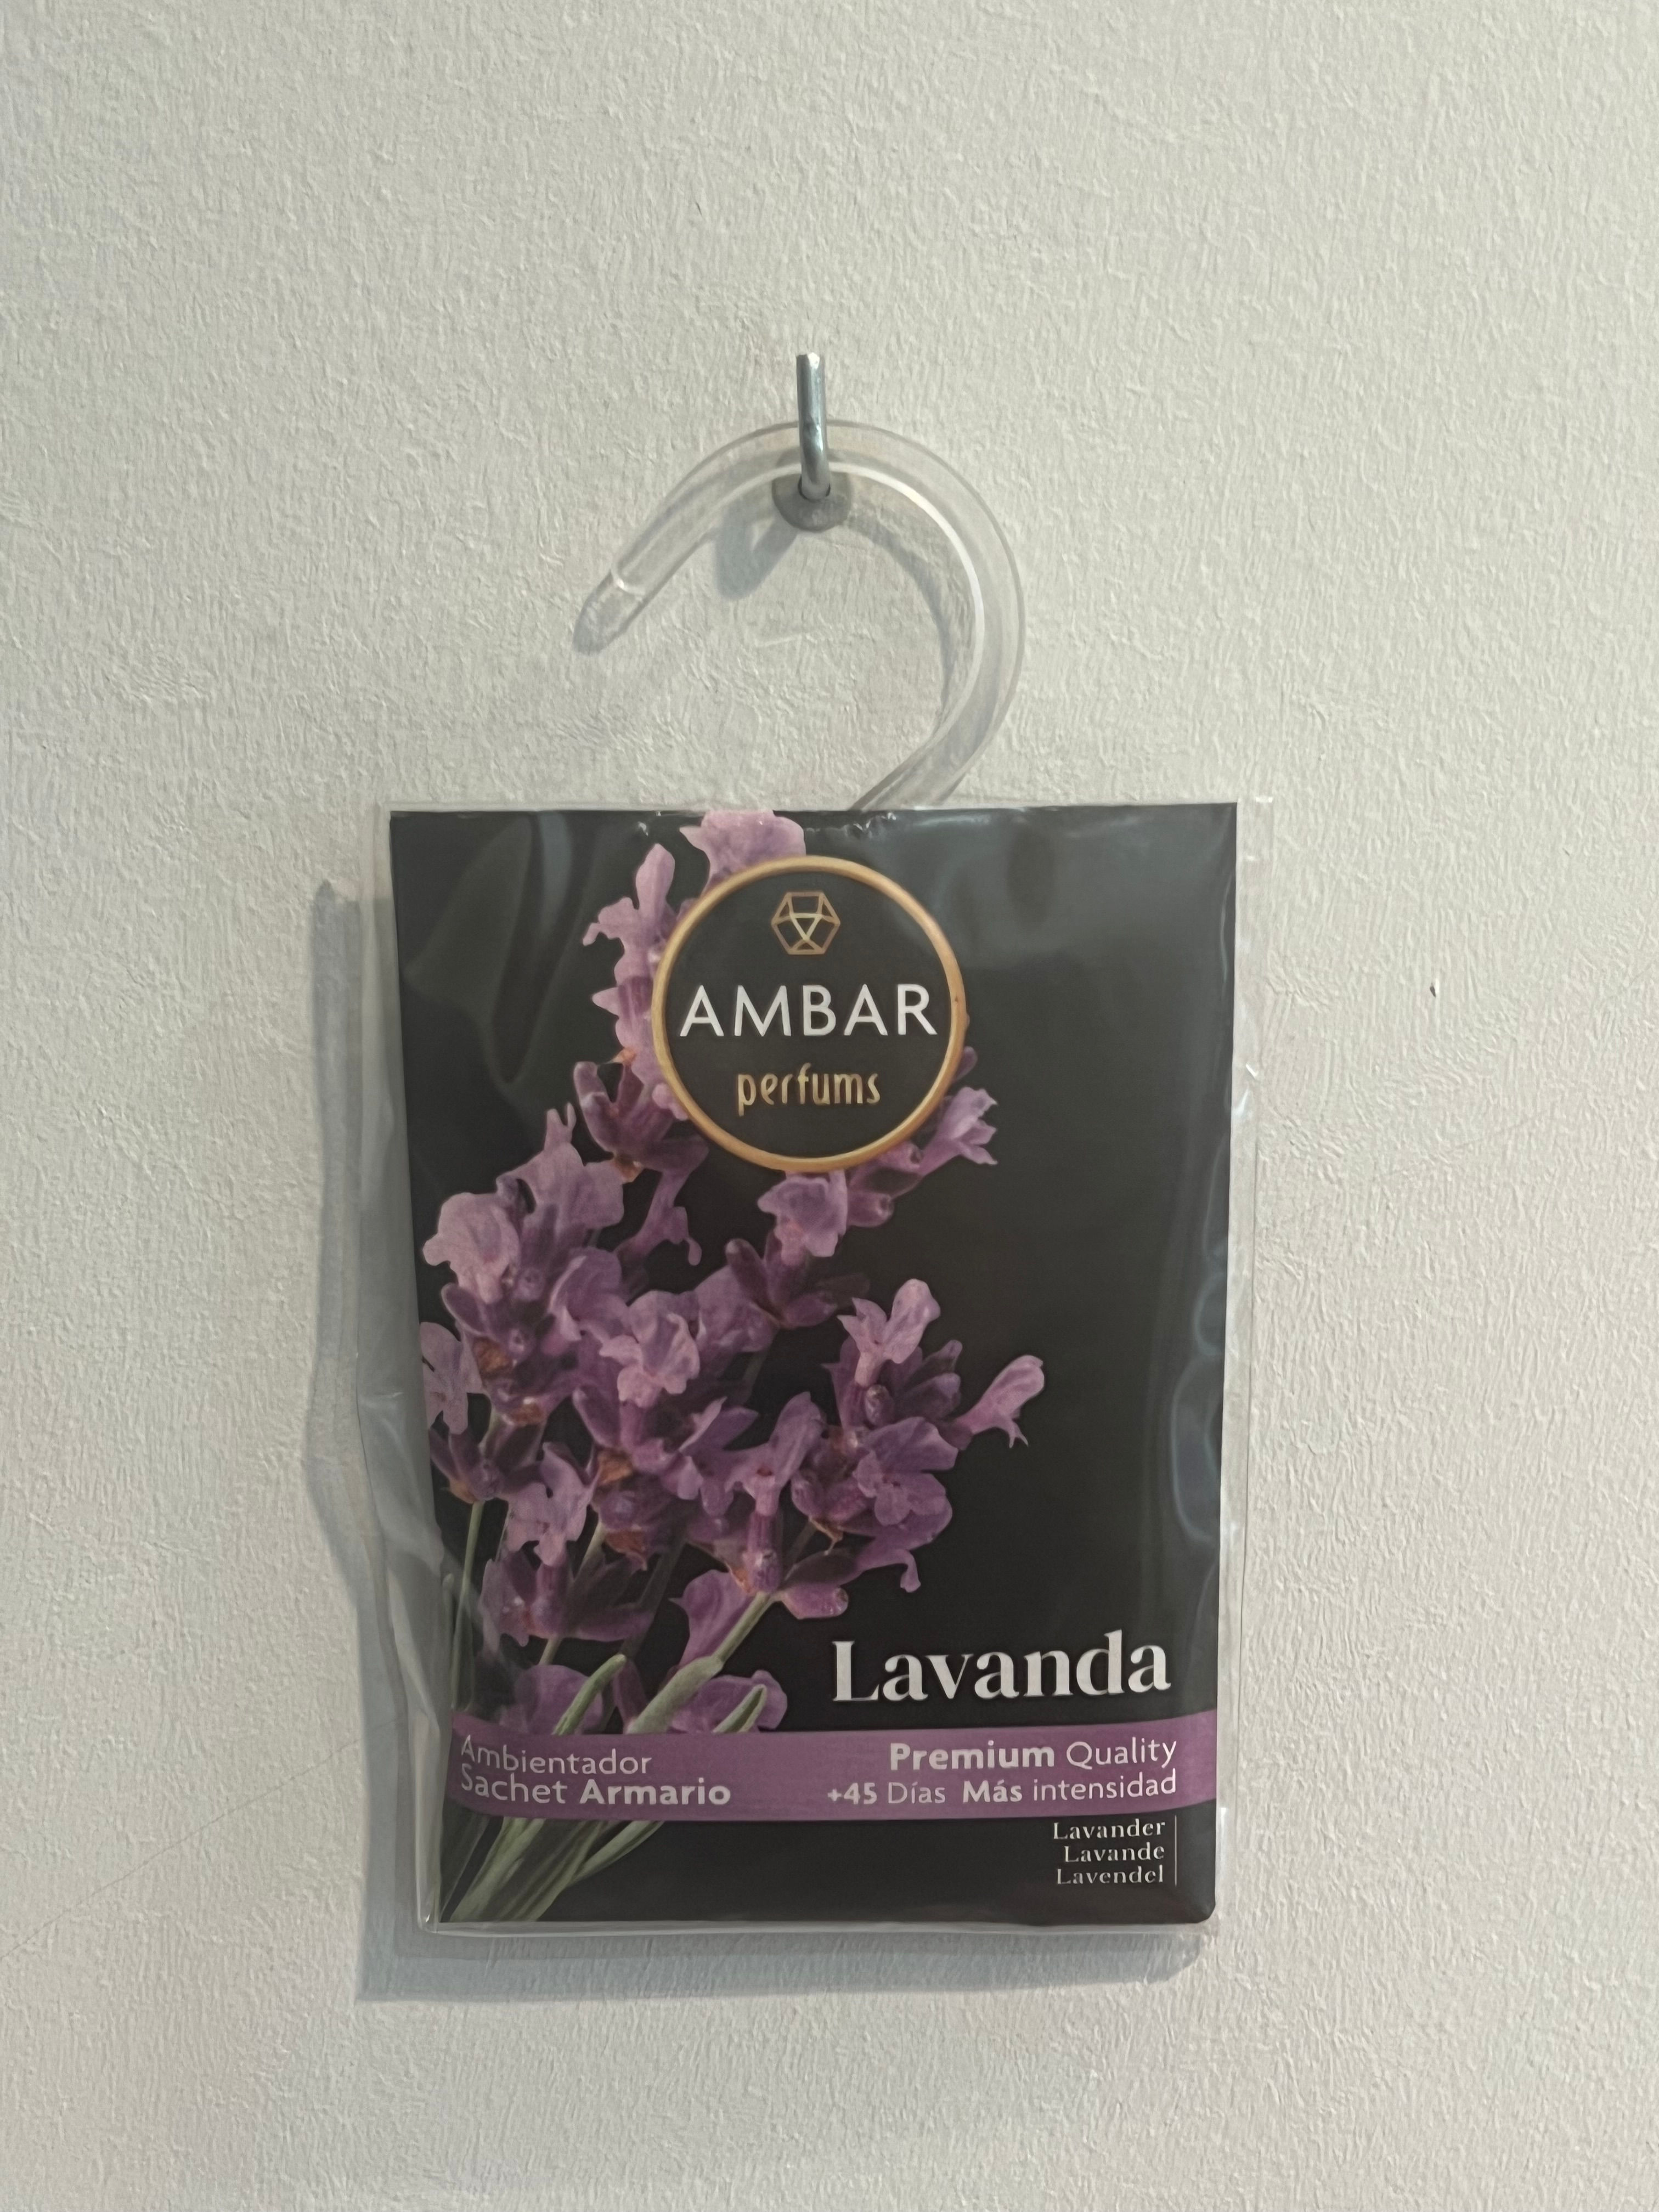 AMBAR
perfums
Lavanda
Ambientador
Sachet Armario
Premium Quality
+45 Días Más intensidad
Lavander
Lavande
Lavendel